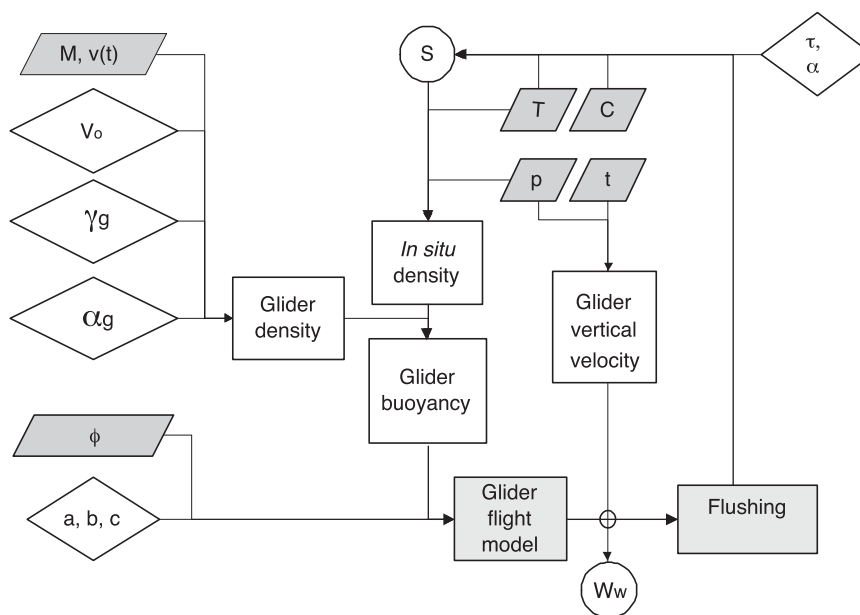 M, v(t)
S
τ,
α
T
C
Vo
p
t
γg
In situ
density
αg
Glider
density
Glider
vertical
velocity
Glider
buoyancy
ϕ
a, b, c
Glider
flight
model
Flushing
Ww